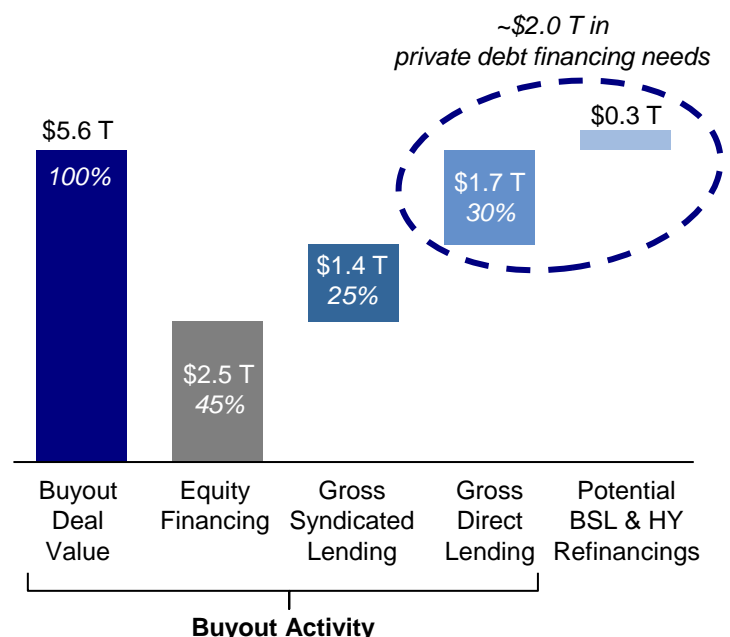 ~$2.0 T in
private debt financing needs
$5.6 T
100%
$2.5 T
45%
$1.4 T
25%
$1.7 T
30%
$0.3 T
Buyout
Deal
Value
Equity
Financing
Gross
Syndicated
Lending
Gross
Direct
Lending
Potential
BSL & HY
Refinancings
Buyout Activity